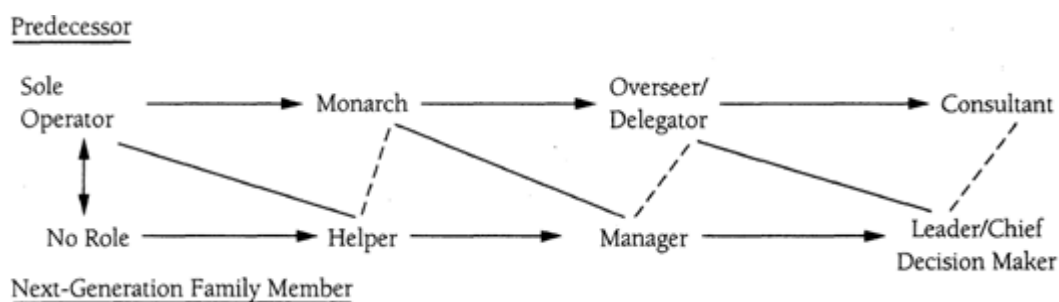 Predecessor
Sole
Operator
Monarch
Overseer/
Delegator
Consultant
No Role
Helper
Manager
Leader/Chief
Decision Maker
Next-Generation Family Member